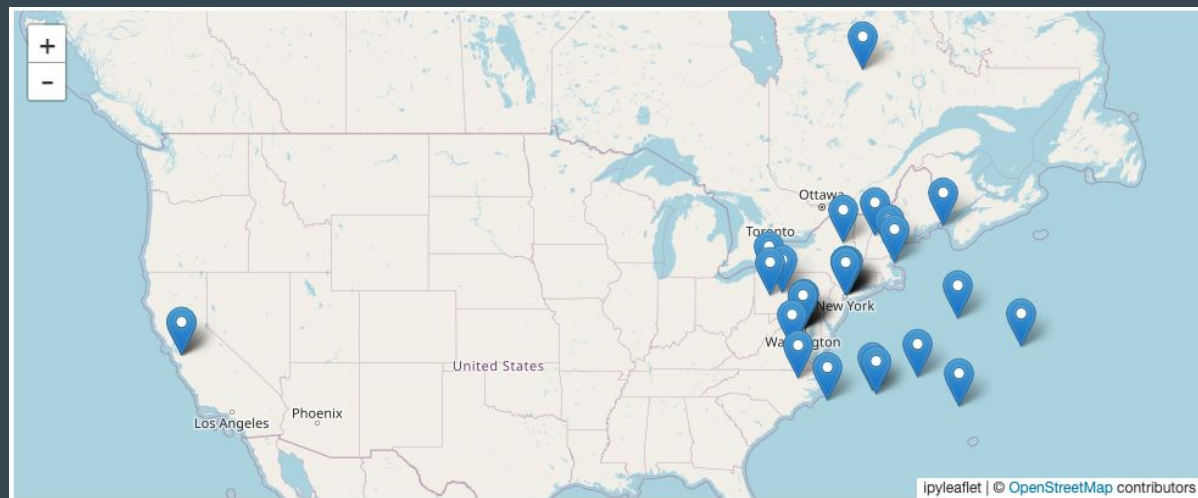 +
-
Ottawa
Toronto
New York
Washington
United States
Los Angeles
Phoenix
ipyleaflet | © OpenStreetMap contributors